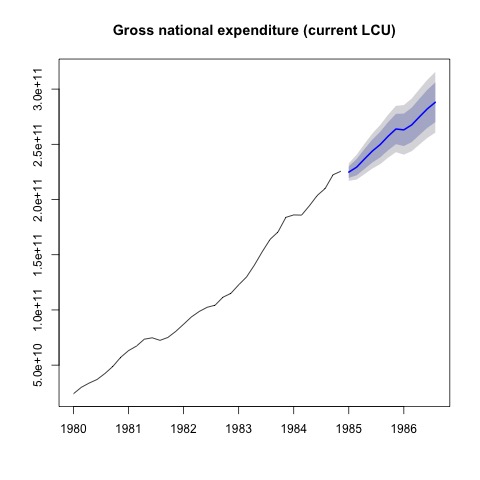 Gross national expenditure (current LCU)
3.0e+11
2.5e+11
2.0e+11
1.5e+11
1.0e+11
5.0e+10
1980 1981 1982 1983 1984 1985 1986